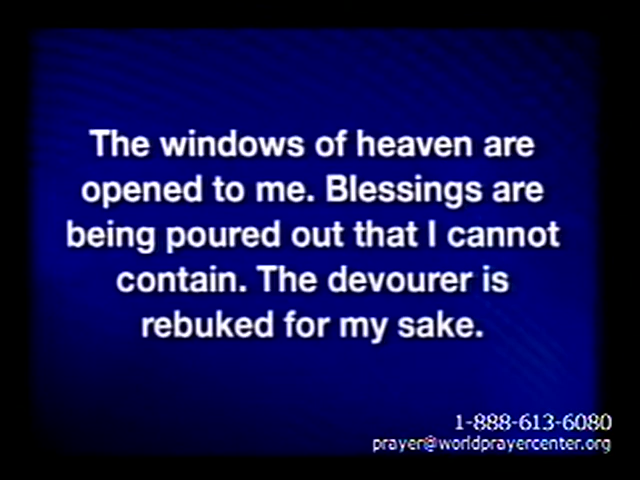 The windows of heaven are
opened to me. Blessings are
being poured out that I cannot
contain. The devourer is
rebuked for my sake.
1-888-613-6080
prayer@worldprayercenter.org